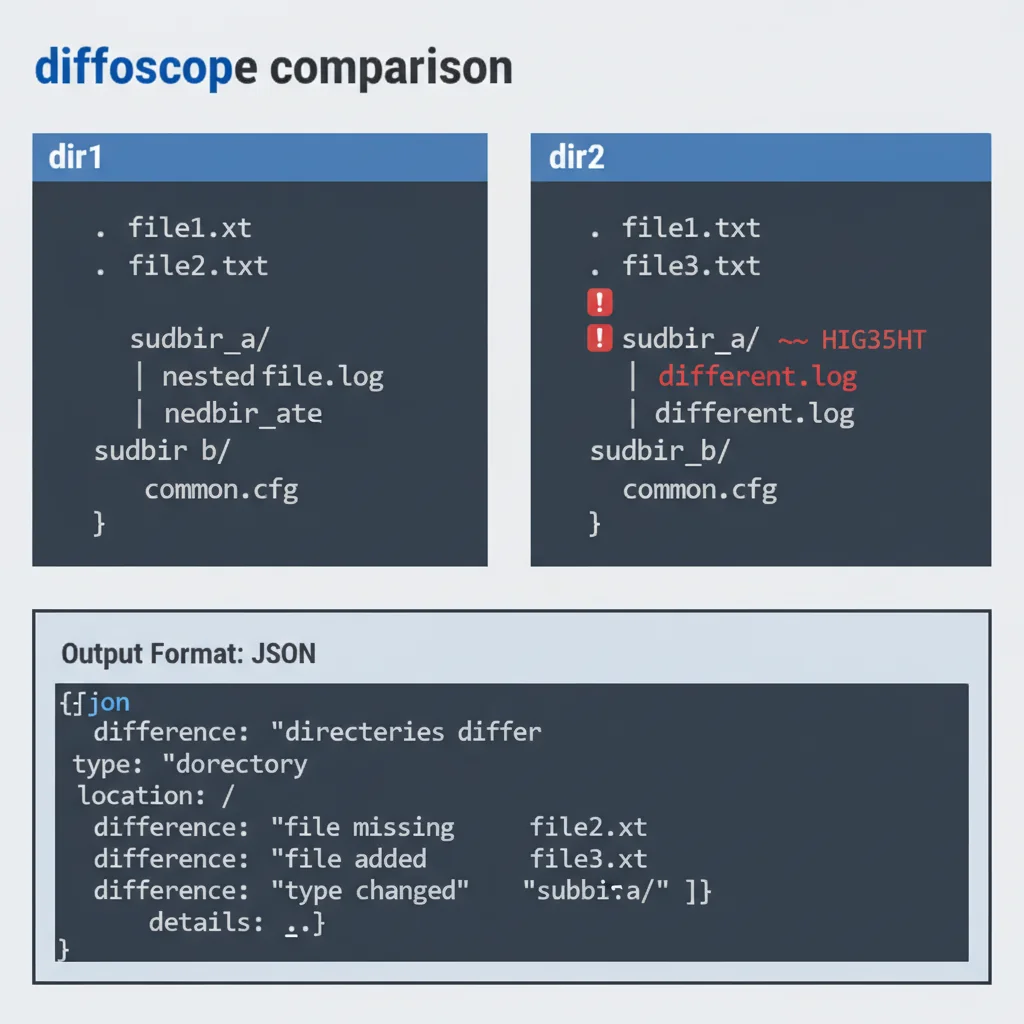 diffoscope comparison
dir1
. file1.xt
. file2.txt
sudbir_a/
| nested file.log
| nedbir_ate
sudbir b/
common.cfg
}
dir2
. file1.txt
. file3.txt
!
! sudbir_a/ ~~ HIG35HT
| different.log
| different.log
sudbir_b/
common.cfg
}
Output Format: JSON
{jon
difference: "directeries differ
type: "dorectory
location: /
difference: "file missing file2.xt
difference: "file added file3.xt
difference: "type changed" ]}
details: ..}
}